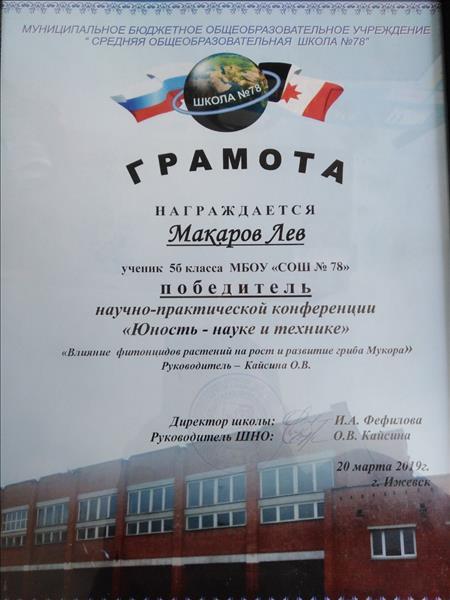 МУНИЦИПАЛЬНОЕ БЮДЖЕТНОЕ ОБЩЕОБРАЗОВАТЕЛЬНОЕ УЧРЕЖДЕНИЕ
" СРЕДНЯЯ ОБЩЕОБРАЗОВАТЕЛЬНАЯ ШКОЛА №78"
ШКОЛА №78
ГРАМОТА
НАГРАЖДАЕТСЯ
Макаров Лев
ученик 5б класса МБОУ «СОШ № 78»
победитель
научно-практической конференции
«Юность - науке и технике»
«Влияние фитонцидов растений на рост и развитие гриба Мукора»
Руководитель – Кайсина О.В.
Директор школы: И.А. Фефилова
Руководитель ШНО: О.В. Кайсина
20 марта 2019г.
г. Ижевск